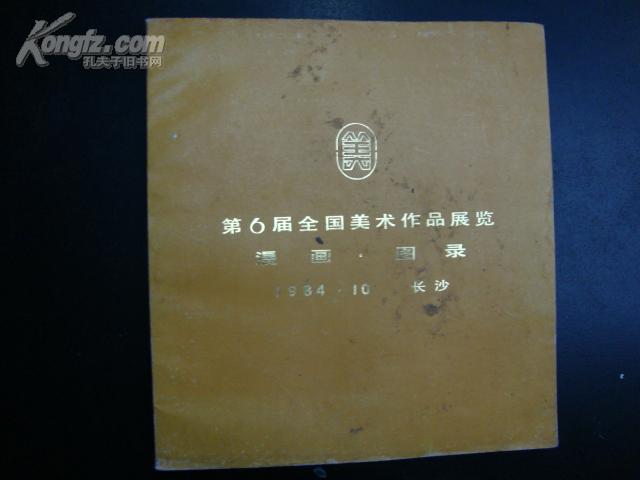 Kongfz.com
孔夫子旧书网
美
第6届全国美术作品展览
漫画·图录
1984·10 长沙